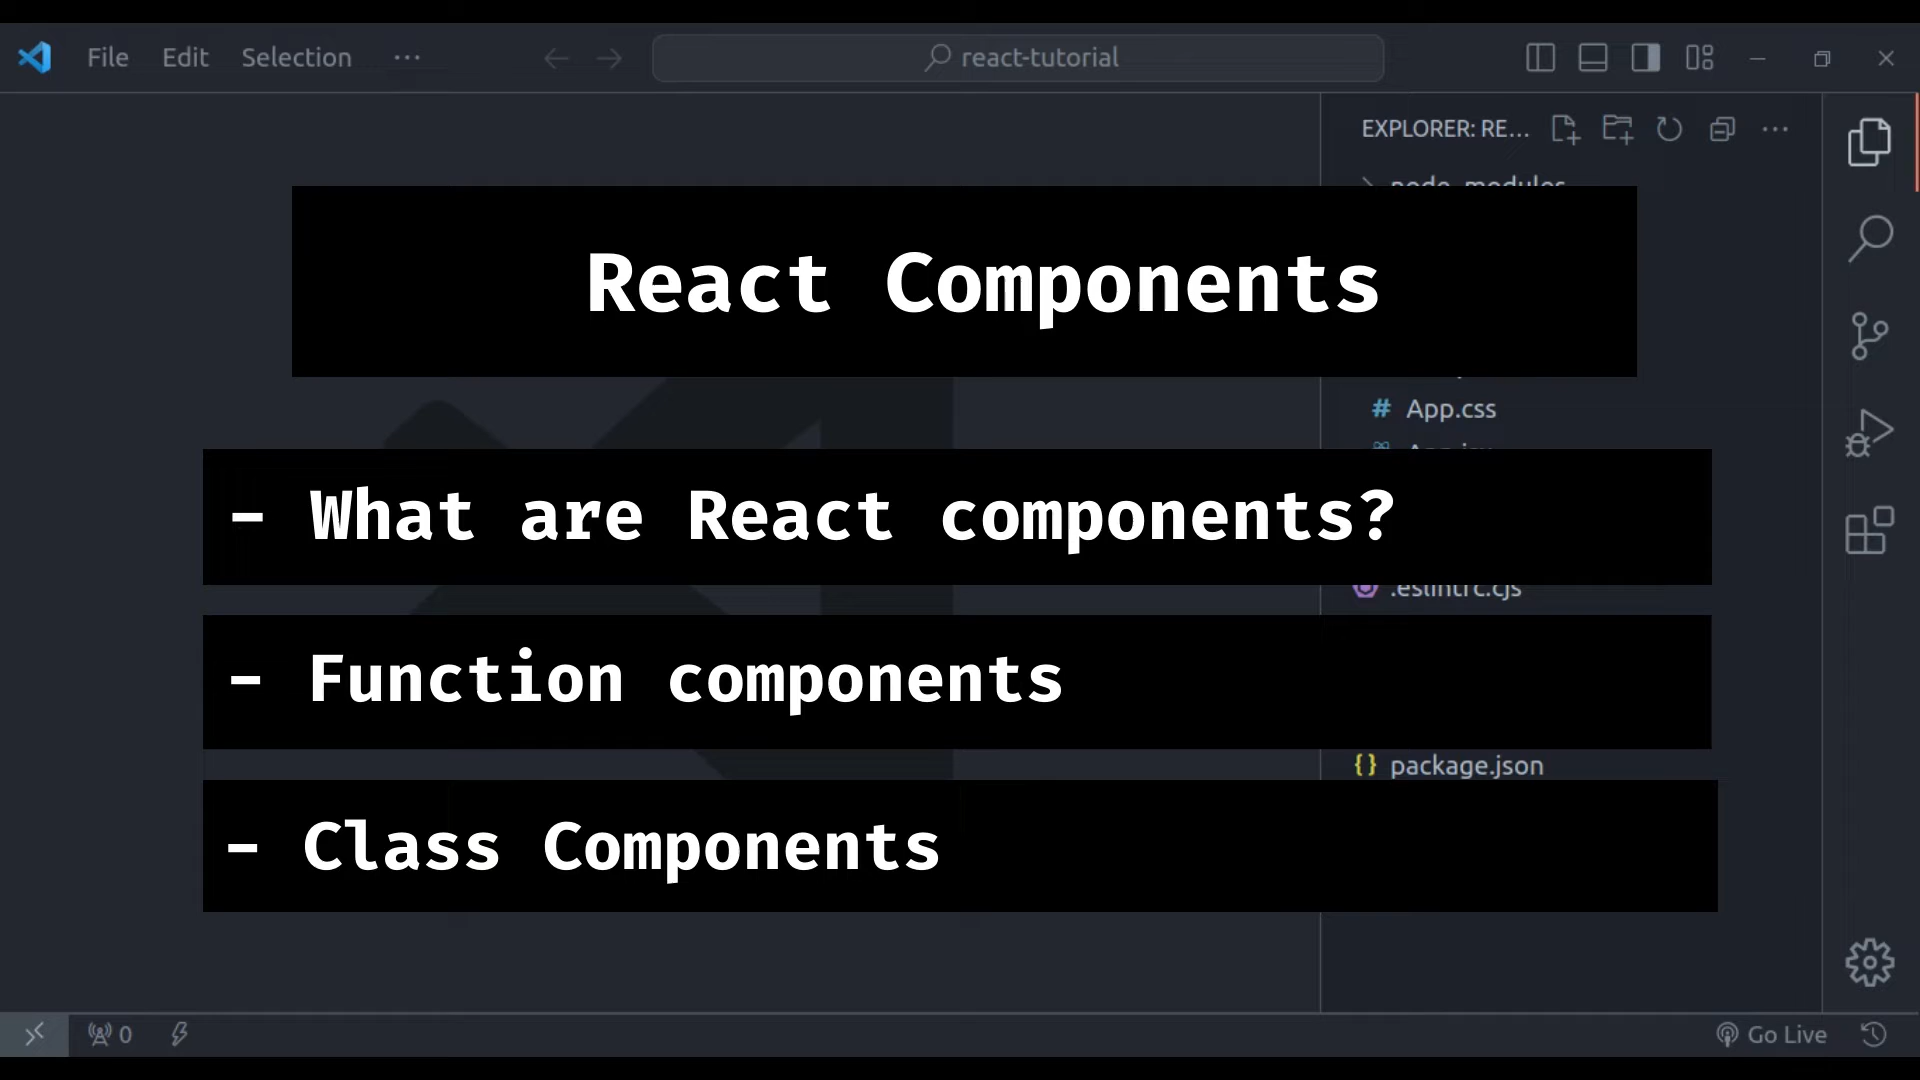 File Edit Selection ···
react-tutorial
EXPLORER: RE...
node_modules
React Components
# App.css
- What are React components?
.eslintrc.cjs
- Function components
{} package.json
- Class Components
0
Go Live